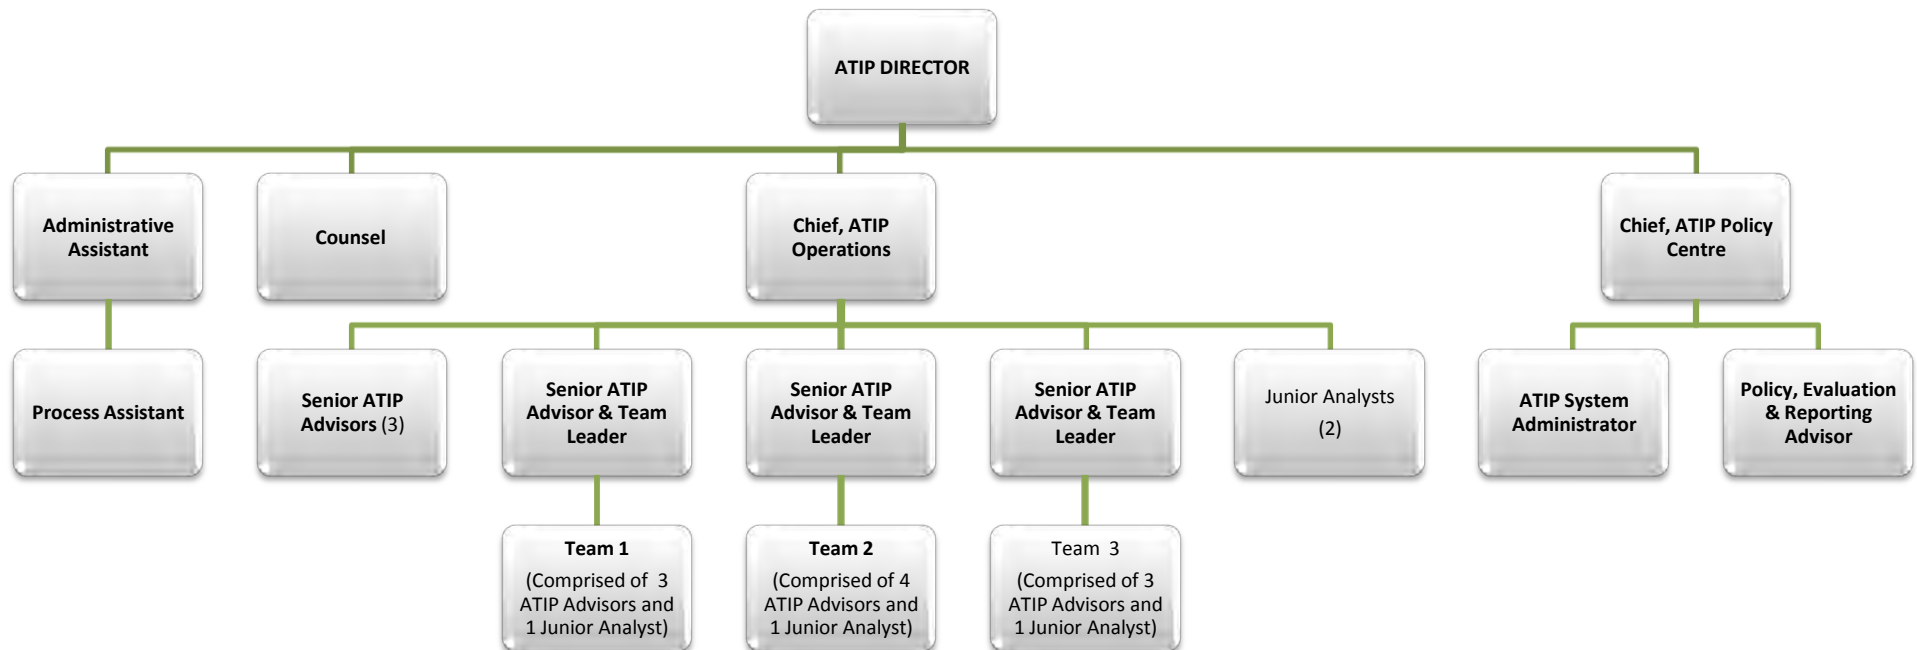 ATIP DIRECTOR
Administrative
Assistant
Counsel
Chief, ATIP
Operations
Chief, ATIP Policy
Centre
Process Assistant
Senior ATIP
Advisors (3)
Senior ATIP
Advisor & Team
Leader
Senior ATIP
Advisor & Team
Leader
Senior ATIP
Advisor & Team
Leader
Junior Analysts
(2)
ATIP System
Administrator
Policy, Evaluation
& Reporting
Advisor
Team 1
(Comprised of 3
ATIP Advisors and
1 Junior Analyst)
Team 2
(Comprised of 4
ATIP Advisors and
1 Junior Analyst)
Team 3
(Comprised of 3
ATIP Advisors and
1 Junior Analyst)